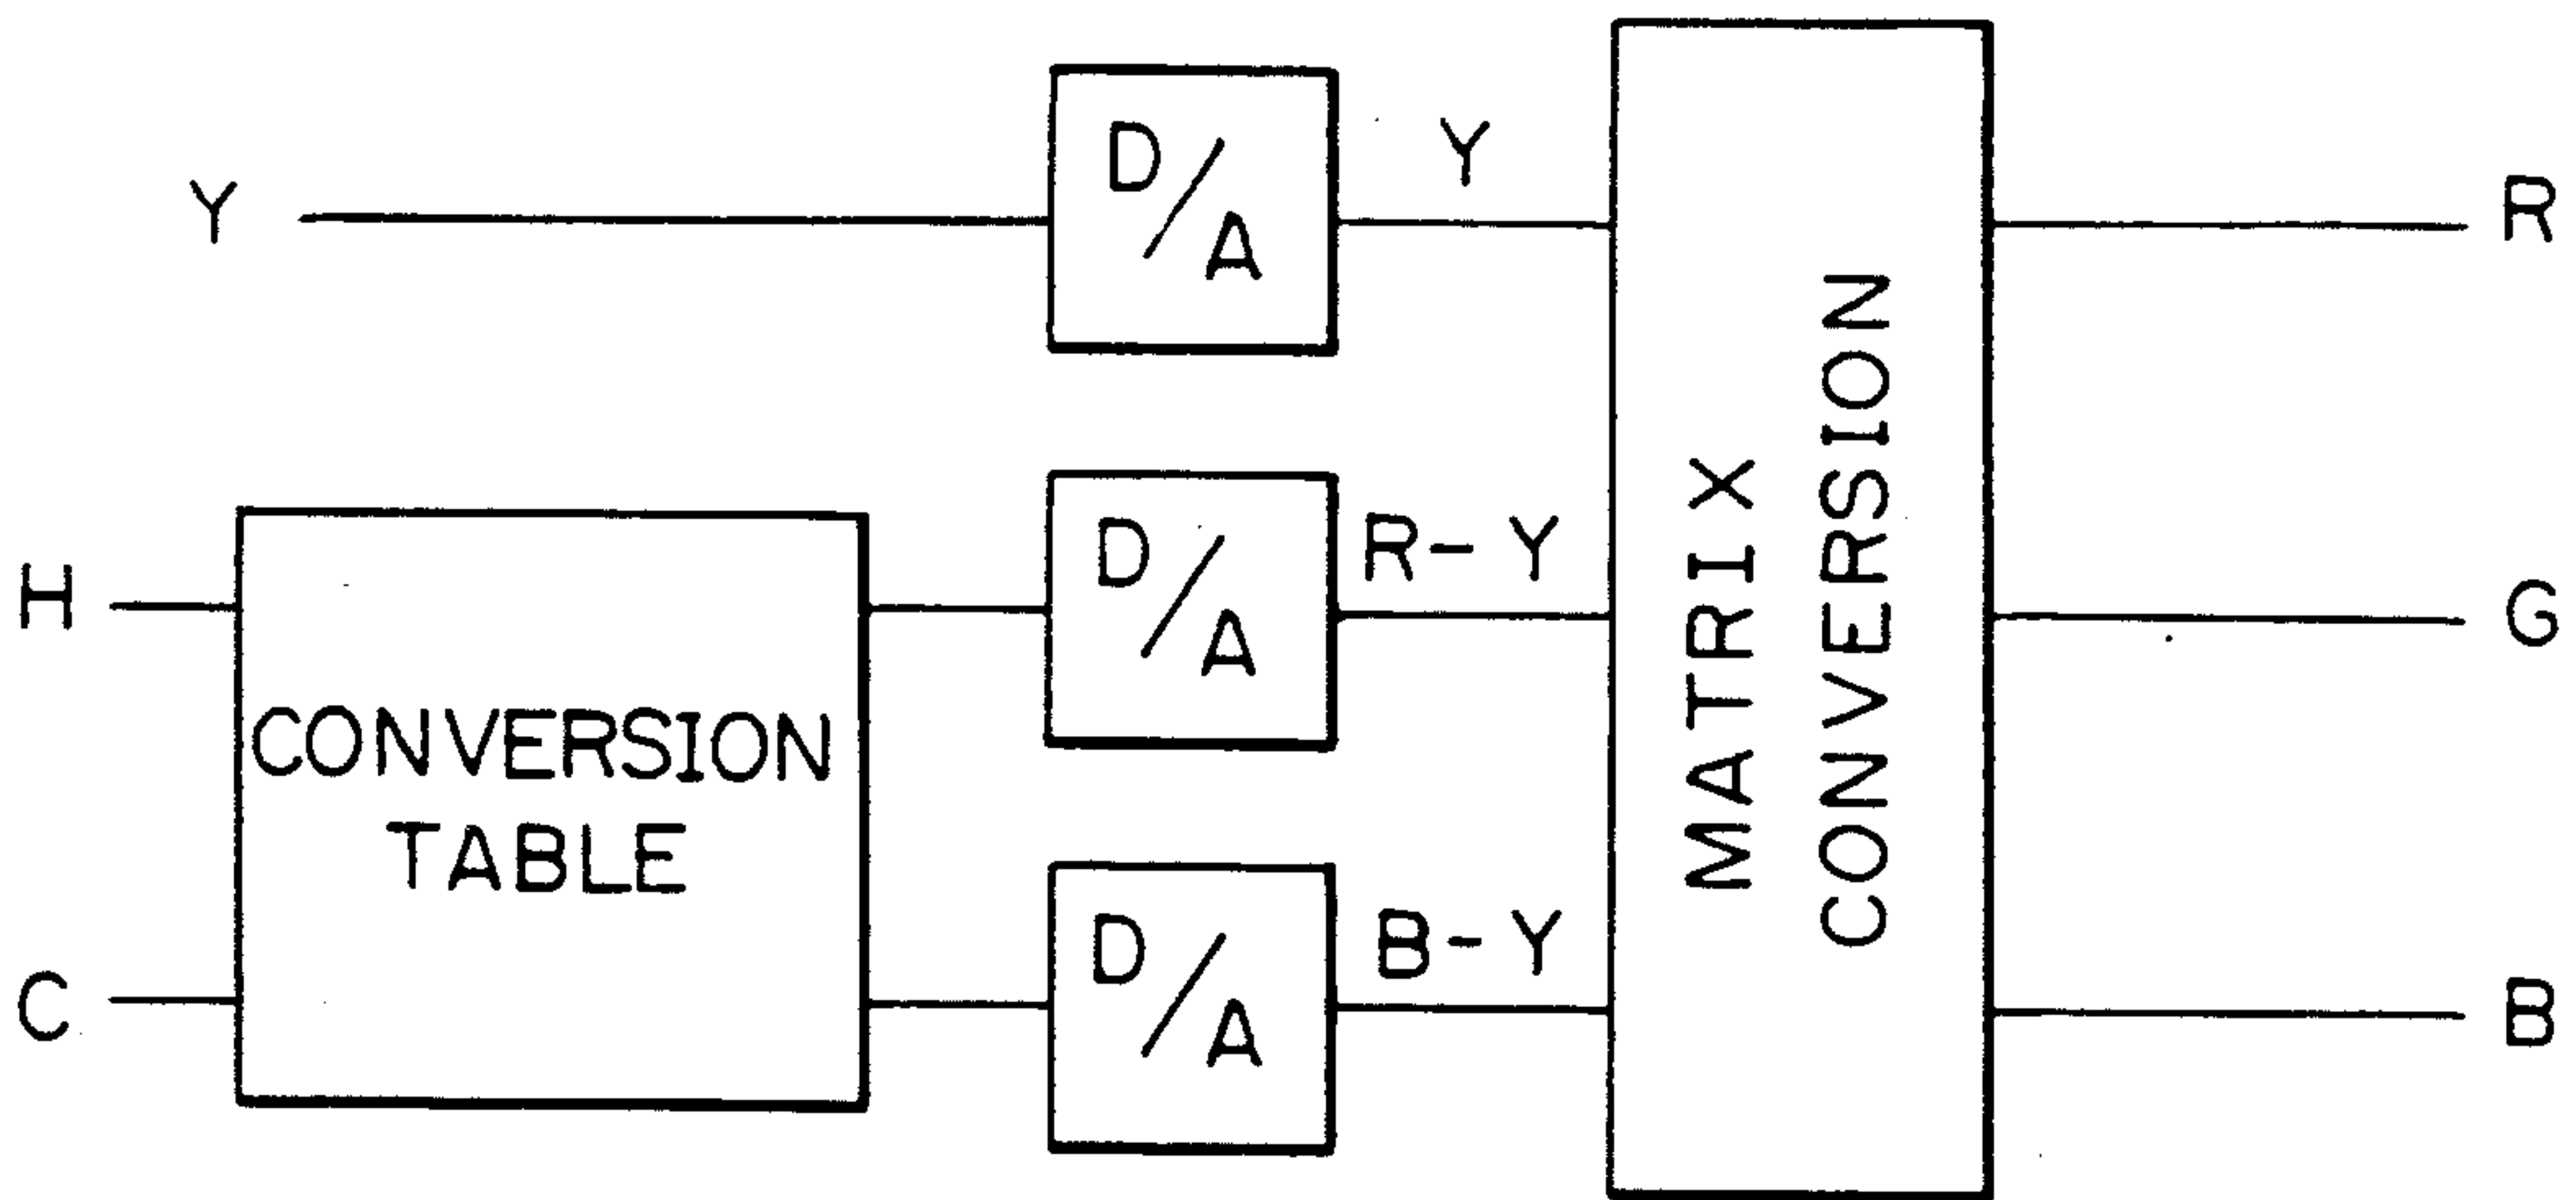 Y
D/A
Y
R
H
CONVERSION
TABLE
D/A
R-Y
MATRIX
CONVERSION
G
C
D/A
B-Y
B